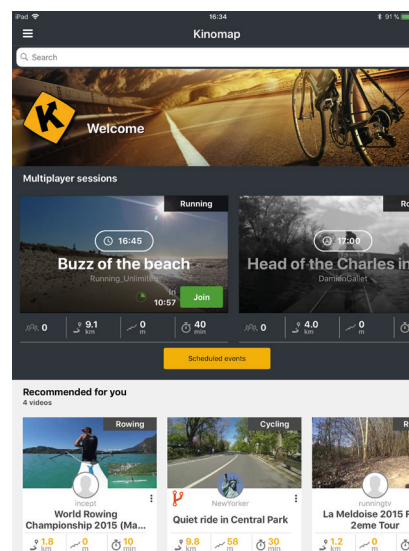 iPad 16:34 91 %
Kinomap
Search
Welcome
Multiplayer sessions
Running
16:45
17:00
Buzz of the beach
Head of the Charles in
Running_Unlimited
DamienGallet
In
10:57
Join
0 9.1 km 0 m 40 min
0 4.0 km 0 m
Scheduled events
Recommended for you
4 videos
Rowing
Cycling
incept
NewYorker
runningtv
World Rowing
Championship 2015 (Ma...
Quiet ride in Central Park
La Meldoise 2015 F
2eme Tour
1.8 km 0 m 10 min
9.8 km 58 m 30 min
1.2 km 0 m